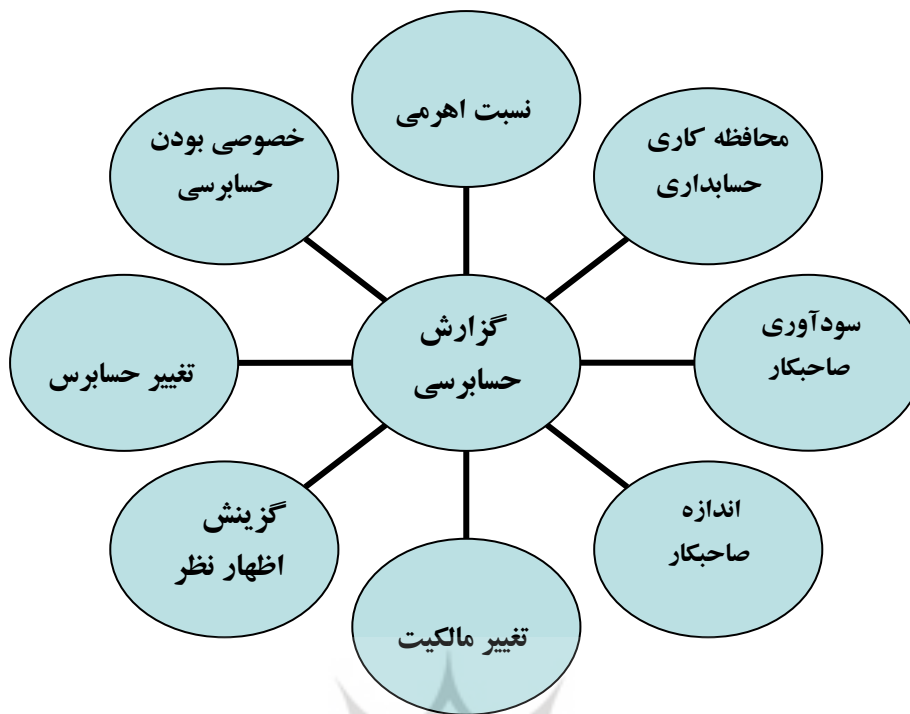 نسبت اهرمی
خصوصی بودن
حسابرسی
محافظه کاری
حسابداری
گزارش
حسابرسی
سودآوری
صاحبکار
تغییر حسابرس
گزینش
اظهار نظر
اندازه
صاحبکار
تغییر مالکیت